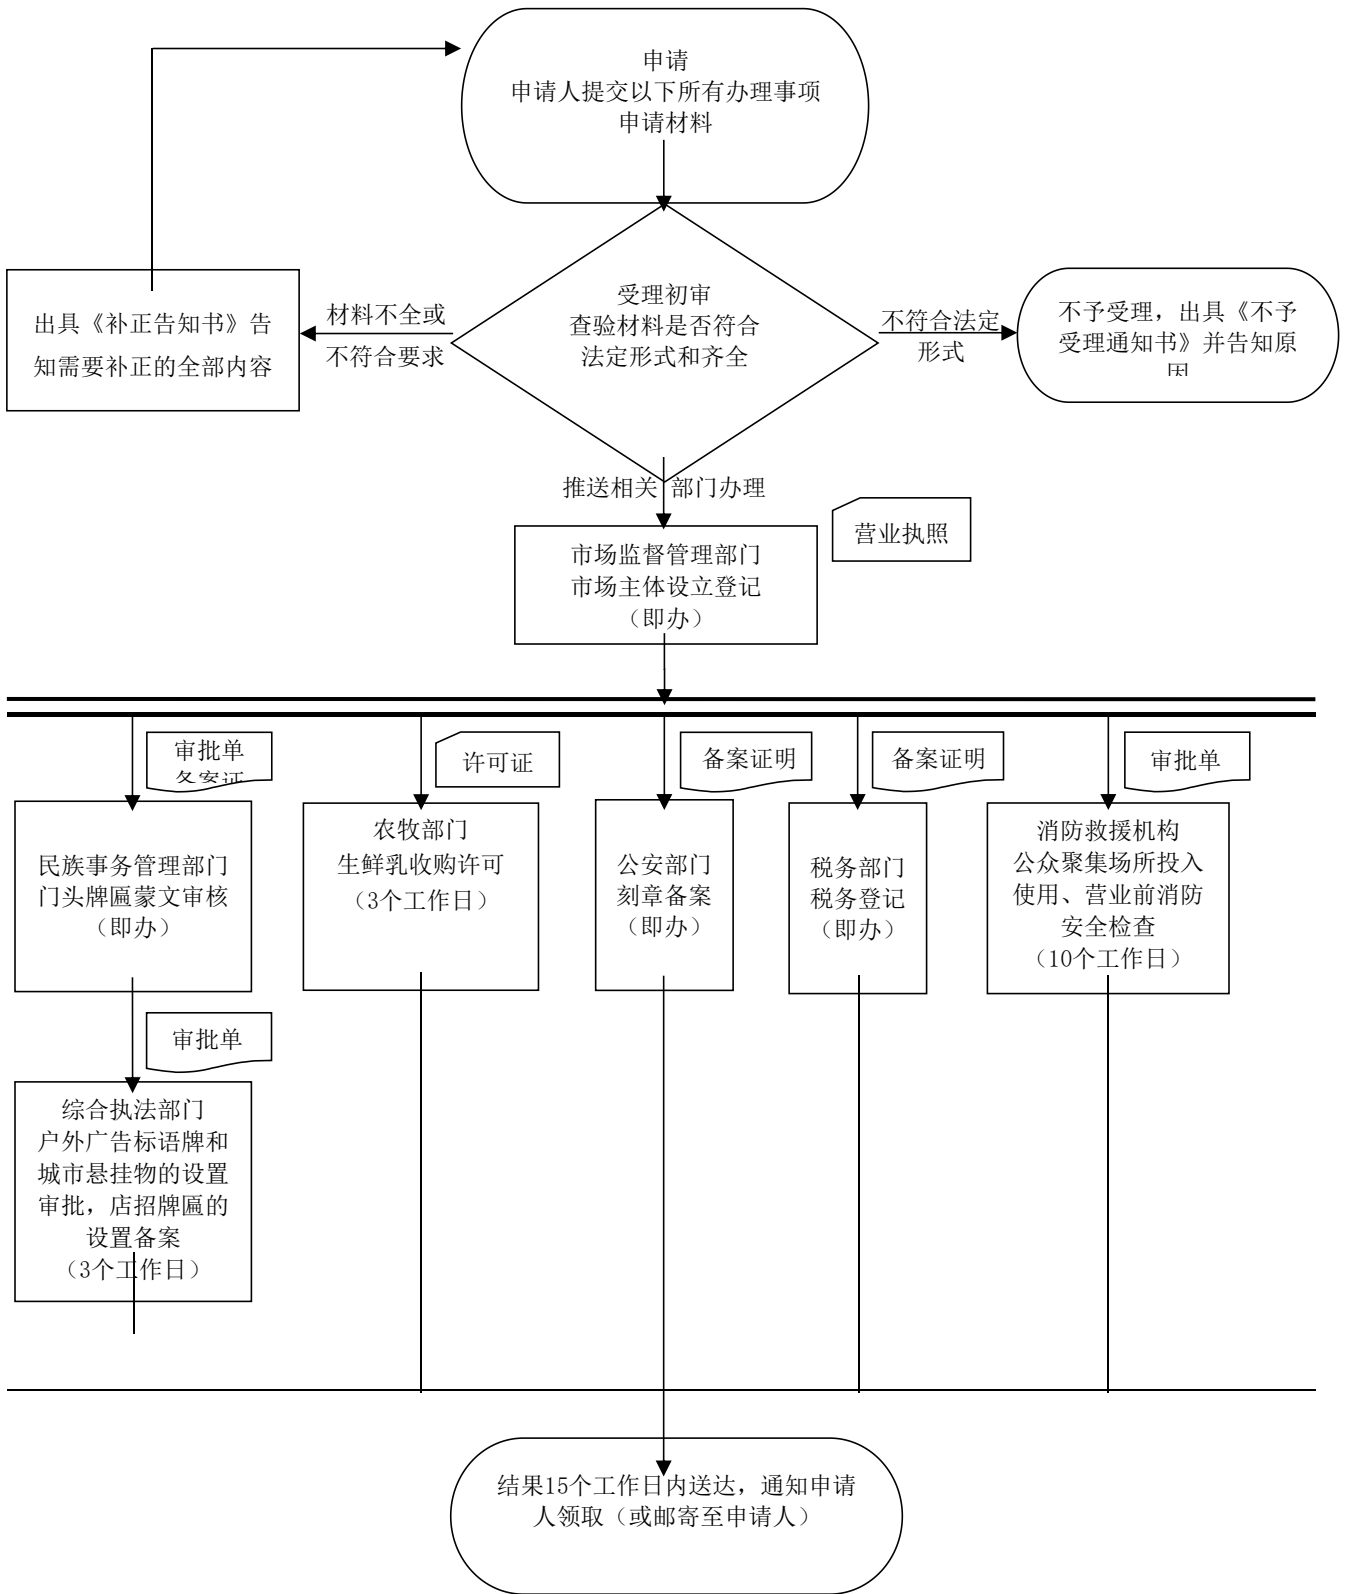 申请
申请人提交以下所有办理事项
申请材料
受理初审
查验材料是否符合
法定形式和齐全
材料不全或
不符合要求
出具《补正告知书》告
知需要补正的全部内容
不符合法定
形式
不予受理，出具《不予
受理通知书》并告知原
因
推送相关 部门办理
营业执照
市场监督管理部门
市场主体设立登记
（即办）
审批单
备案证
许可证
备案证明
备案证明
审批单
民族事务管理部门
门头牌匾蒙文审核
（即办）
农牧部门
生鲜乳收购许可
（3个工作日）
公安部门
刻章备案
（即办）
税务部门
税务登记
（即办）
消防救援机构
公众聚集场所投入
使用、营业前消防
安全检查
（10个工作日）
审批单
综合执法部门
户外广告标语牌和
城市悬挂物的设置
审批，店招牌匾的
设置备案
（3个工作日）
结果15个工作日内送达，通知申请
人领取（或邮寄至申请人）